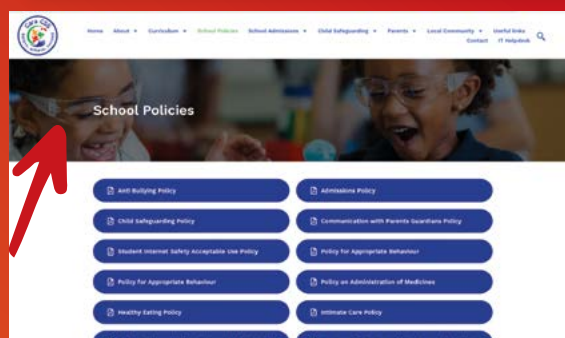 Home About Curriculum School Policies School Admissions Child Safeguarding Parents Local Community Useful links
Contact IT Helpdesk
School Policies
Anti Bullying Policy
Admissions Policy
Child Safeguarding Policy
Communication with Parents Guardians Policy
Student Internet Safety Acceptable Use Policy
Policy for Appropriate Behaviour
Policy for Appropriate Behaviour
Policy on Administration of Medicines
Healthy Eating Policy
Intimate Care Policy